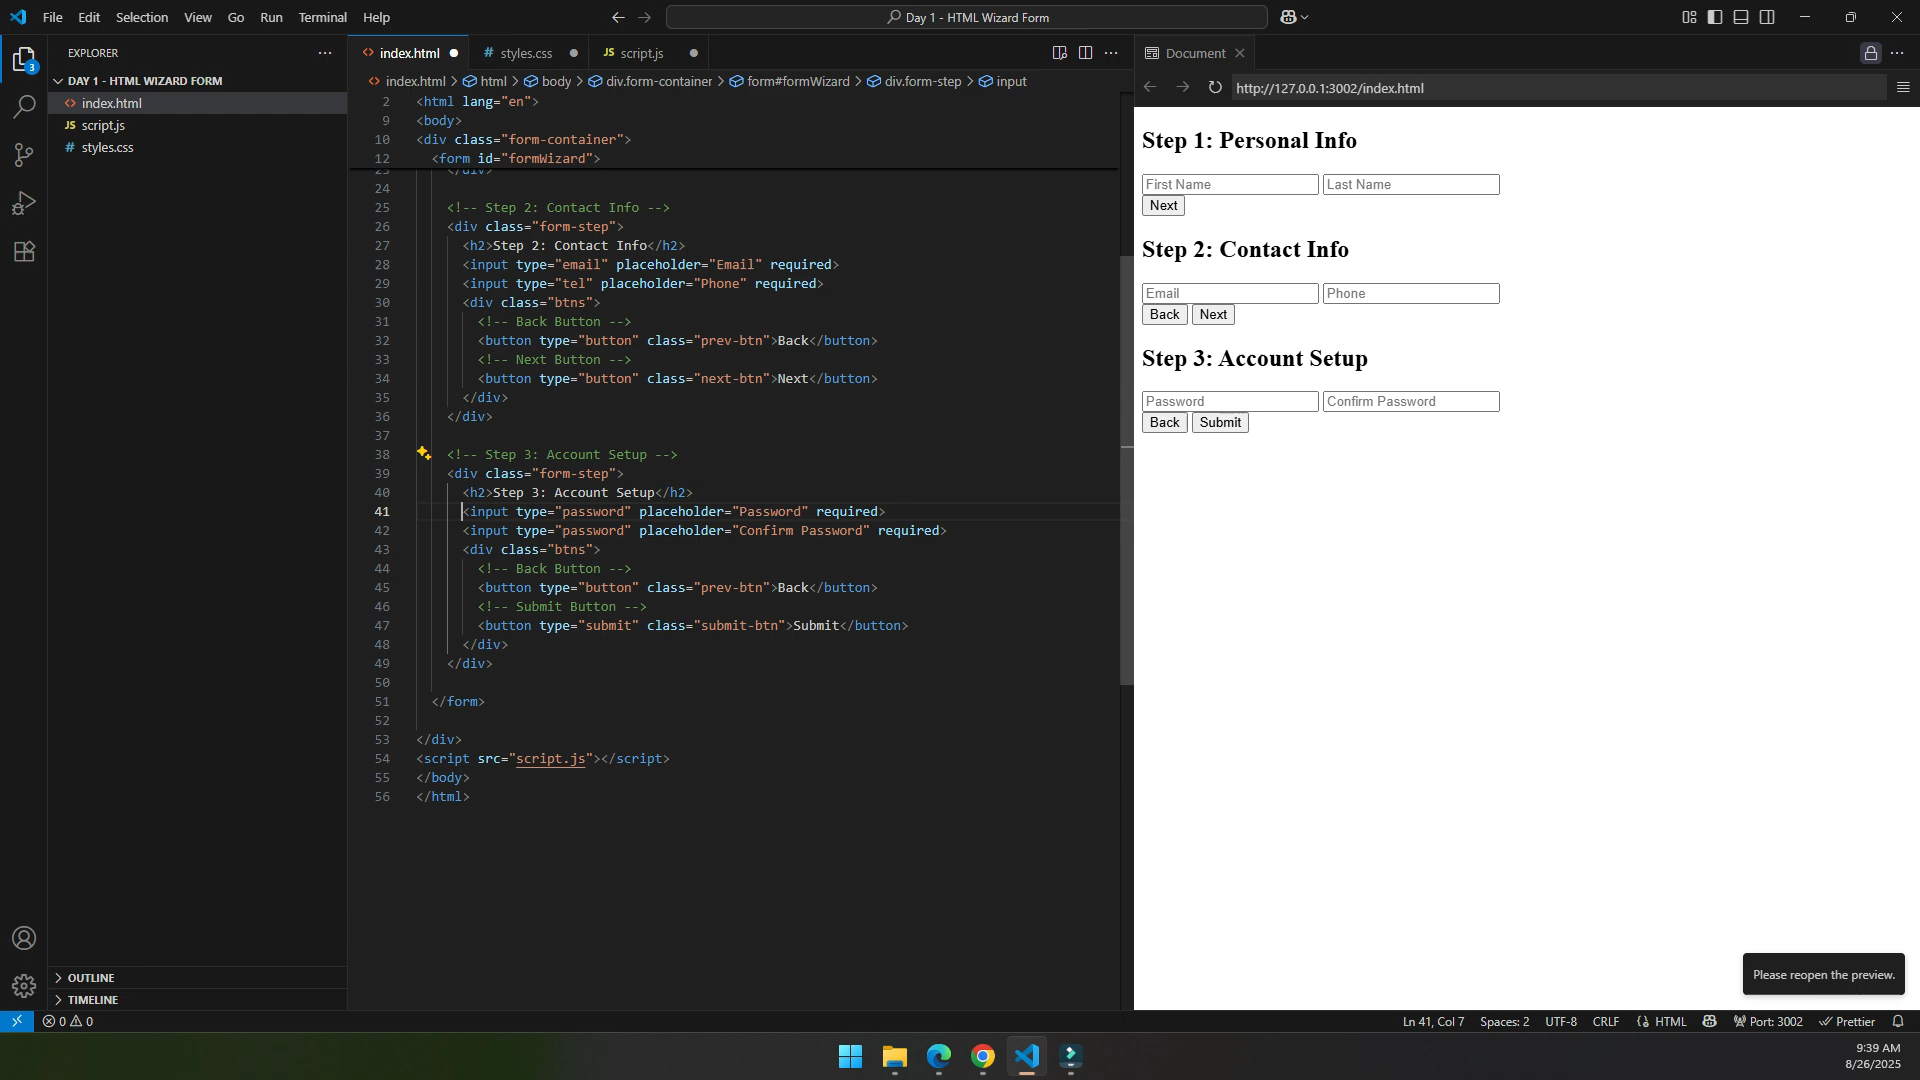 File Edit Selection View Go Run Terminal Help
Day 1 - HTML Wizard Form
EXPLORER
DAY 1 - HTML WIZARD FORM
index.html
JS script.js
# styles.css
3
OUTLINE
TIMELINE
index.html
# styles.css
JS script.js
index.html > html > body > div.form-container > form#formWizard > div.form-step > input
2 <html lang="en">
9 <body>
10 <div class="form-container">
12 <form id="formWizard">
23 </div>
24
25 <!-- Step 2: Contact Info -->
26 <div class="form-step">
27 <h2>Step 2: Contact Info</h2>
28 <input type="email" placeholder="Email" required>
29 <input type="tel" placeholder="Phone" required>
30 <div class="btns">
31 <!-- Back Button -->
32 <button type="button" class="prev-btn">Back</button>
33 <!-- Next Button -->
34 <button type="button" class="next-btn">Next</button>
35 </div>
36 </div>
37
38 <!-- Step 3: Account Setup -->
39 <div class="form-step">
40 <h2>Step 3: Account Setup</h2>
41 <input type="password" placeholder="Password" required>
42 <input type="password" placeholder="Confirm Password" required>
43 <div class="btns">
44 <!-- Back Button -->
45 <button type="button" class="prev-btn">Back</button>
46 <!-- Submit Button -->
47 <button type="submit" class="submit-btn">Submit</button>
48 </div>
49 </div>
50
51 </form>
52
53 </div>
54 <script src="script.js"></script>
55 </body>
56 </html>
Document
http://127.0.0.1:3002/index.html
Step 1: Personal Info
First Name Last Name
Next
Step 2: Contact Info
Email Phone
Back Next
Step 3: Account Setup
Password Confirm Password
Back Submit
Please reopen the preview.
0 0
Ln 41, Col 7 Spaces: 2 UTF-8 CRLF HTML Port: 3002 Prettier
9:39 AM
8/26/2025